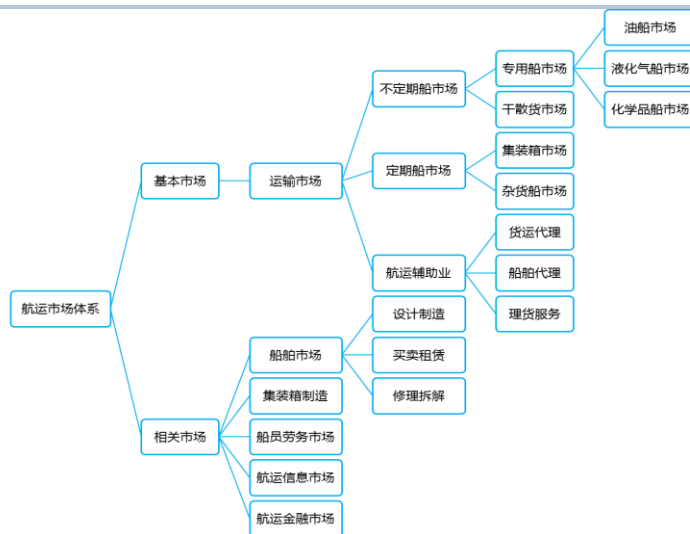 航运市场体系
基本市场
运输市场
不定期船市场
专用船市场
油船市场
液化气船市场
化学品船市场
干散货市场
定期船市场
集装箱市场
杂货船市场
航运辅助业
货运代理
船舶代理
理货服务
相关市场
船舶市场
设计制造
买卖租赁
修理拆解
集装箱制造
船员劳务市场
航运信息市场
航运金融市场